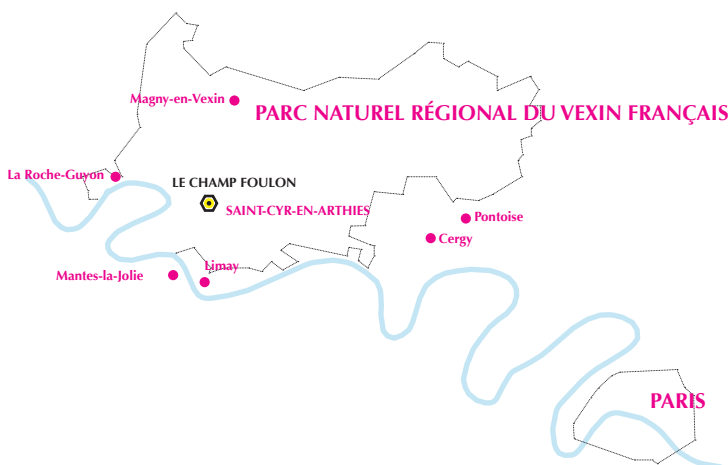 Magny-en-Vexin
PARC NATUREL RÉGIONAL DU VEXIN FRANÇAIS
La Roche-Guyon
LE CHAMP FOULON
SAINT-CYR-EN-ARTHIES
Pontoise
Cergy
Mantes-la-Jolie
Limay
PARIS